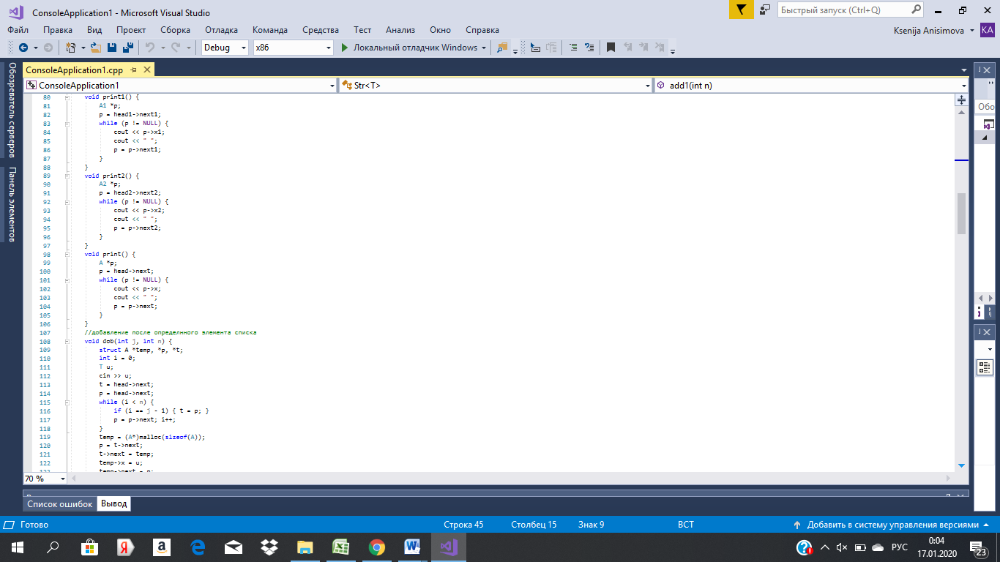 ConsoleApplication1 - Microsoft Visual Studio
Быстрый запуск (Ctrl+Q)
Файл Правка Вид Проект Сборка Отладка Команда Средства Тест Анализ Окно Справка
Ksenija Anisimova KA
Debug x86 Локальный отладчик Windows
Обозреватель серверов
Панель элементов
ConsoleApplication1.cpp
ConsoleApplication1 Str<T> add1(int n)
Обо
80 void print1() {
81 A1 *p;
82 p = head1->next1;
83 while (p != NULL) {
84 cout << p->x1;
85 cout << " ";
86 p = p->next1;
87 }
88 }
89 void print2() {
90 A2 *p;
91 p = head2->next2;
92 while (p != NULL) {
93 cout << p->x2;
94 cout << " ";
95 p = p->next2;
96 }
97 }
98 void print() {
99 A *p;
100 p = head->next;
101 while (p != NULL) {
102 cout << p->x;
103 cout << " ";
104 p = p->next;
105 }
106 }
107 //добавление после определнного элемента списка
108 void dob(int j, int n) {
109 struct A *temp, *p, *t;
110 int i = 0;
111 T u;
112 cin >> u;
113 t = head->next;
114 p = head->next;
115 while (i < n) {
116 if (i == j - 1) { t = p; }
117 p = p->next; i++;
118 }
119 temp = (A*)malloc(sizeof(A));
120 p = t->next;
121 t->next = temp;
122 temp->x = u;
123 temp->next = p;
70 %
Список ошибок Вывод
Готово Строка 45 Столбец 15 Знак 9 ВСТ Добавить в систему управления версиями
РУС 0:04
17.01.2020 23